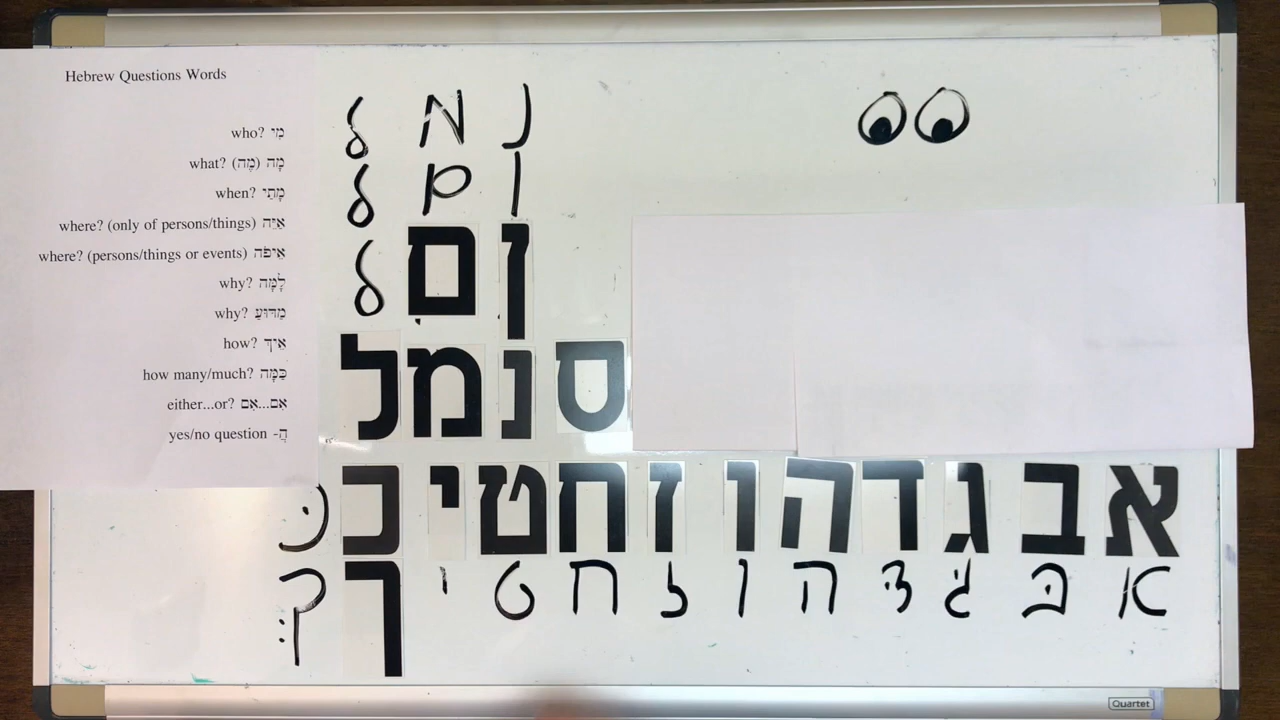 Hebrew Questions Words
who? מִי
what? (מֶה) מָה
when? מָתַי
where? (only of persons/things) אַיֵּה
where? (persons/things or events) אֵיפֹה
why? לָמָּה
why? מַדּוּעַ
how? אֵיךְ
how many/much? כַּמָּה
either...or? אִם...אִם
yes/no question הֲ-
נ מ ל
ן ם ל
ן ם ל
ס נ מ ל
א ב ג ד ה ו ז ח ט י כ כּ
א בּ גּ דּ ה ו ז ח ט י ך ךְ
Quartet